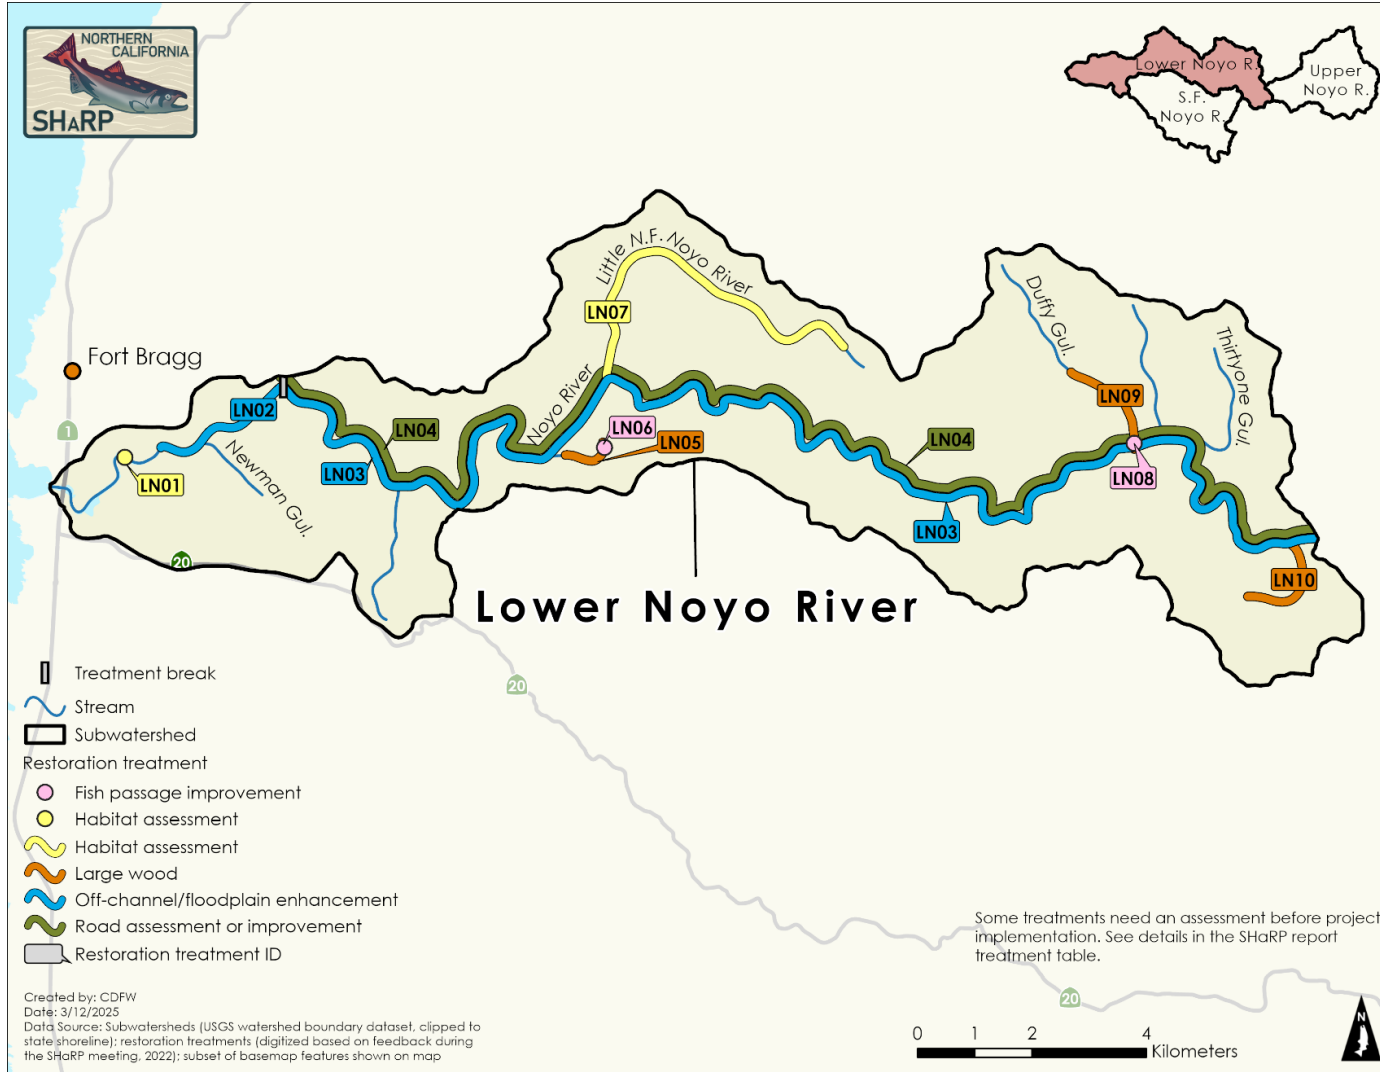 NORTHERN
CALIFORNIA
SHaRP
Lower Noyo R.
Upper
Noyo R.
S.F.
Noyo R.
Little N.F. Noyo River
Duffy Gul.
Thirtyone Gul.
LN07
Fort Bragg
1
Noyo River
LN09
LN02
LN04
LN06
LN05
LN04
LN03
LN08
LN01
Newman Gul.
LN03
20
LN10
Lower Noyo River
20
Treatment break
Stream
Subwatershed
Restoration treatment
Fish passage improvement
Habitat assessment
Habitat assessment
Large wood
Off-channel/floodplain enhancement
Road assessment or improvement
Restoration treatment ID
Some treatments need an assessment before project
implementation. See details in the SHaRP report
treatment table.
20
Created by: CDFW
Date: 3/12/2025
Data Source: Subwatersheds (USGS watershed boundary dataset, clipped to
state shoreline); restoration treatments (digitized based on feedback during
the SHaRP meeting, 2022); subset of basemap features shown on map
0 1 2 4
Kilometers
N